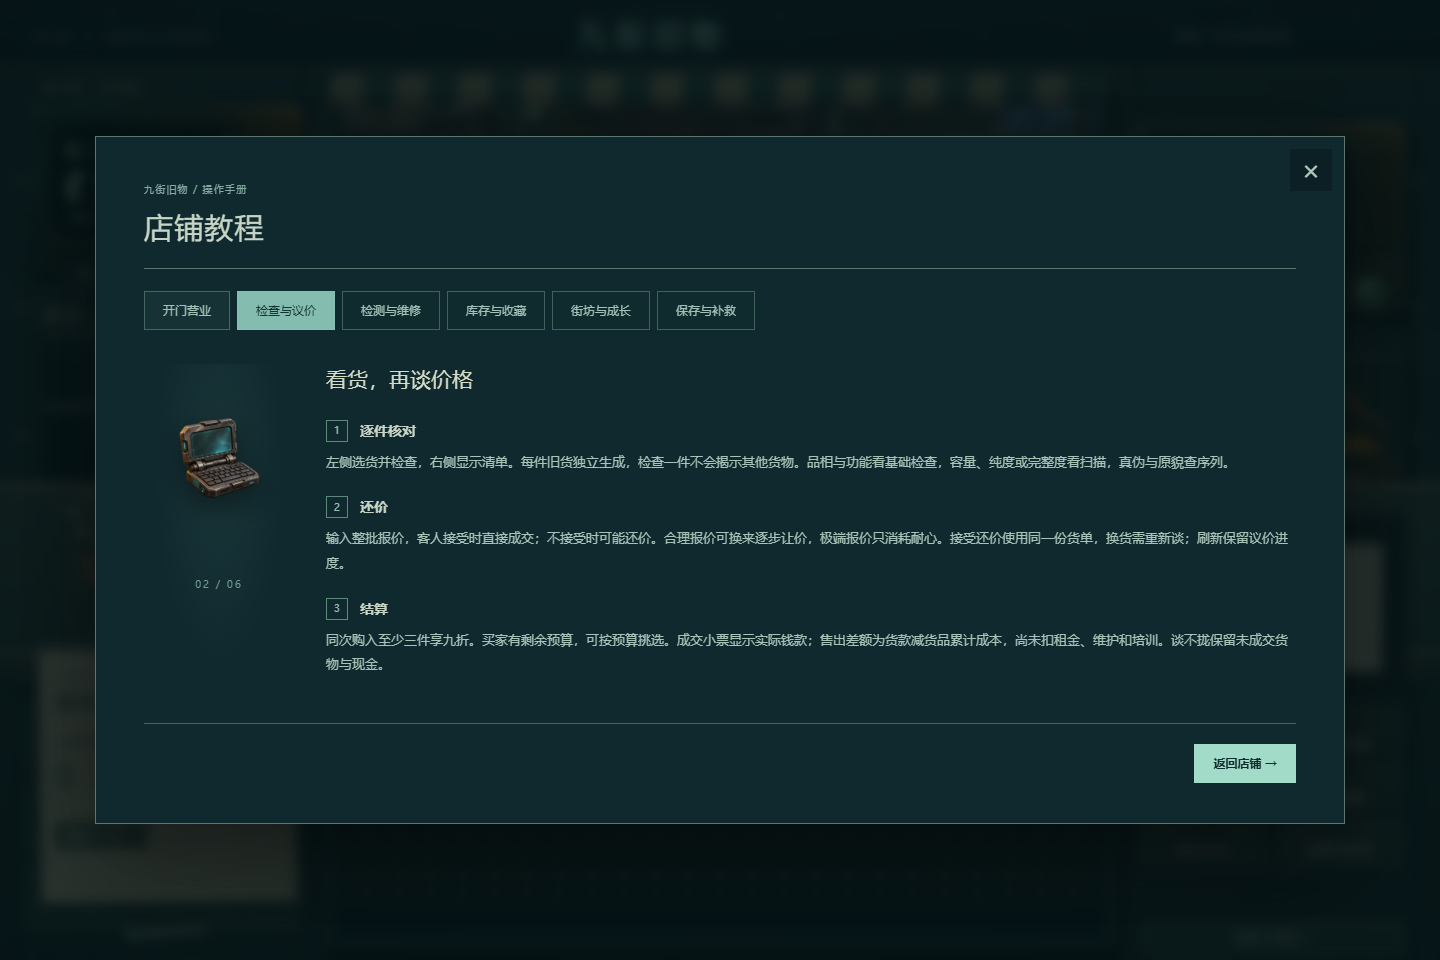 九街旧物
九街旧物 / 操作手册
店铺教程
开门营业
检查与议价
检测与维修
库存与收藏
街坊与成长
保存与补救
看货，再谈价格
1 逐件核对
左侧选货并检查，右侧显示清单。每件旧货独立生成，检查一件不会揭示其他货物。品相与功能看基础检查，容量、纯度或完整度看扫描，真伪与原貌查序列。
2 还价
输入整批报价，客人接受时直接成交；不接受时可能还价。合理报价可换来逐步让价，极端报价只消耗耐心。接受还价使用同一份货单，换货需重新谈；刷新保留议价进
度。
3 结算
同次购入至少三件享九折。买家有剩余预算，可按预算挑选。成交小票显示实际钱款；售出差额为货款减货品累计成本，尚未扣租金、维护和培训。谈不拢保留未成交货
物与现金。
02 / 06
返回店铺 →